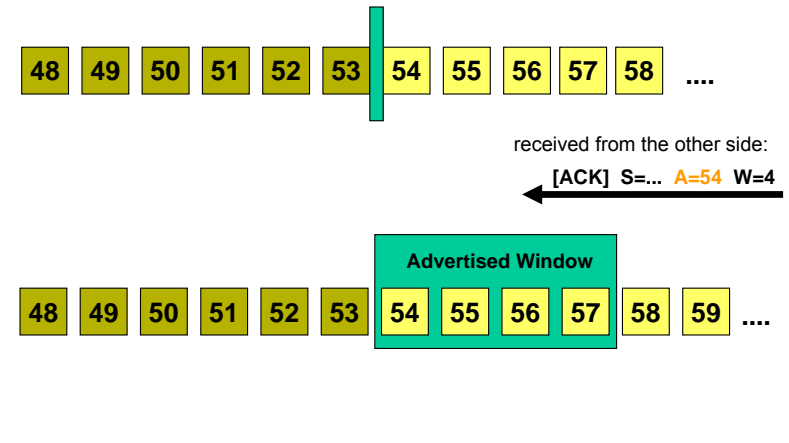 48 49 50 51 52 53 54 55 56 57 58 ....
received from the other side:
[ACK] S=... A=54 W=4
Advertised Window
48 49 50 51 52 53 54 55 56 57 58 59 ....